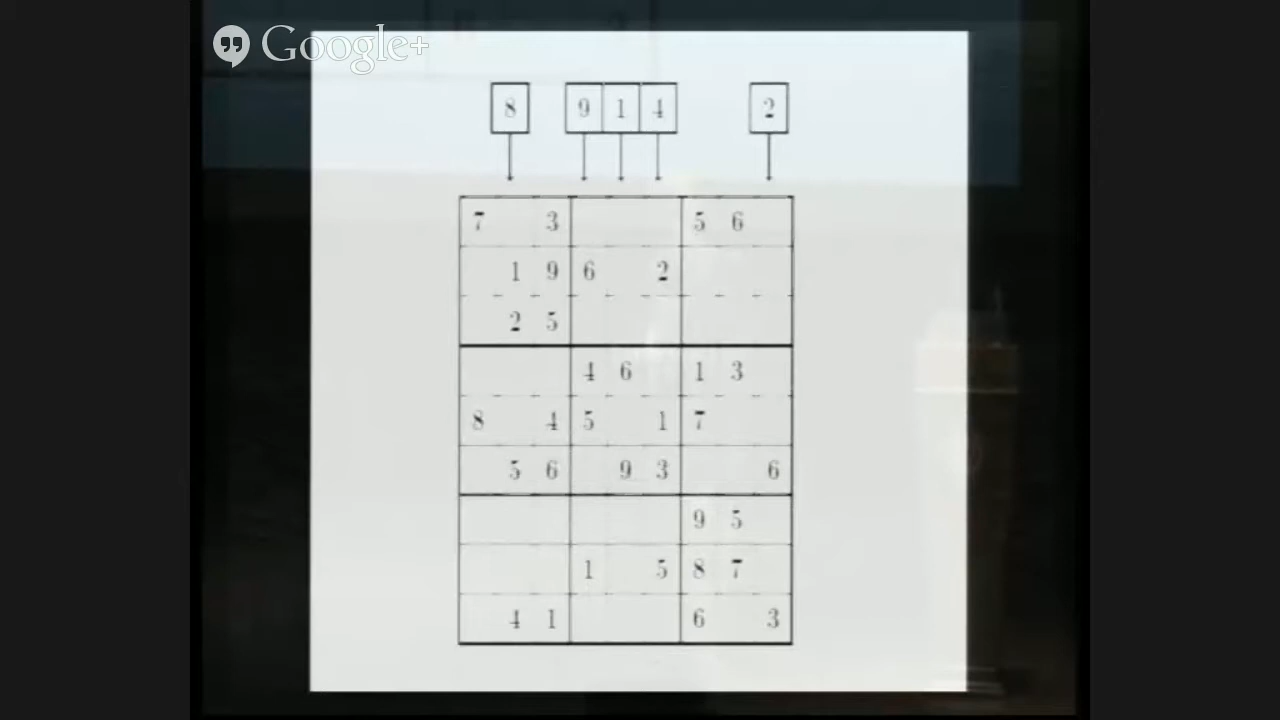 Google+
8 9 1 4 2
7 3 5 6
1 9 6 2
2 5
4 6 1 3
8 4 5 1 7
5 6 9 3 6
9 5
1 5 8 7
4 1 6 3